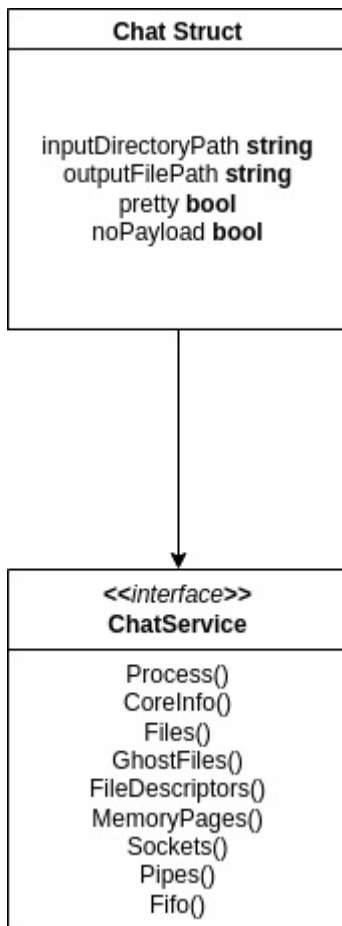 Chat Struct
inputDirectoryPath string
outputFilePath string
pretty bool
noPayload bool
<<interface>>
ChatService
Process()
CoreInfo()
Files()
GhostFiles()
FileDescriptors()
MemoryPages()
Sockets()
Pipes()
Fifo()